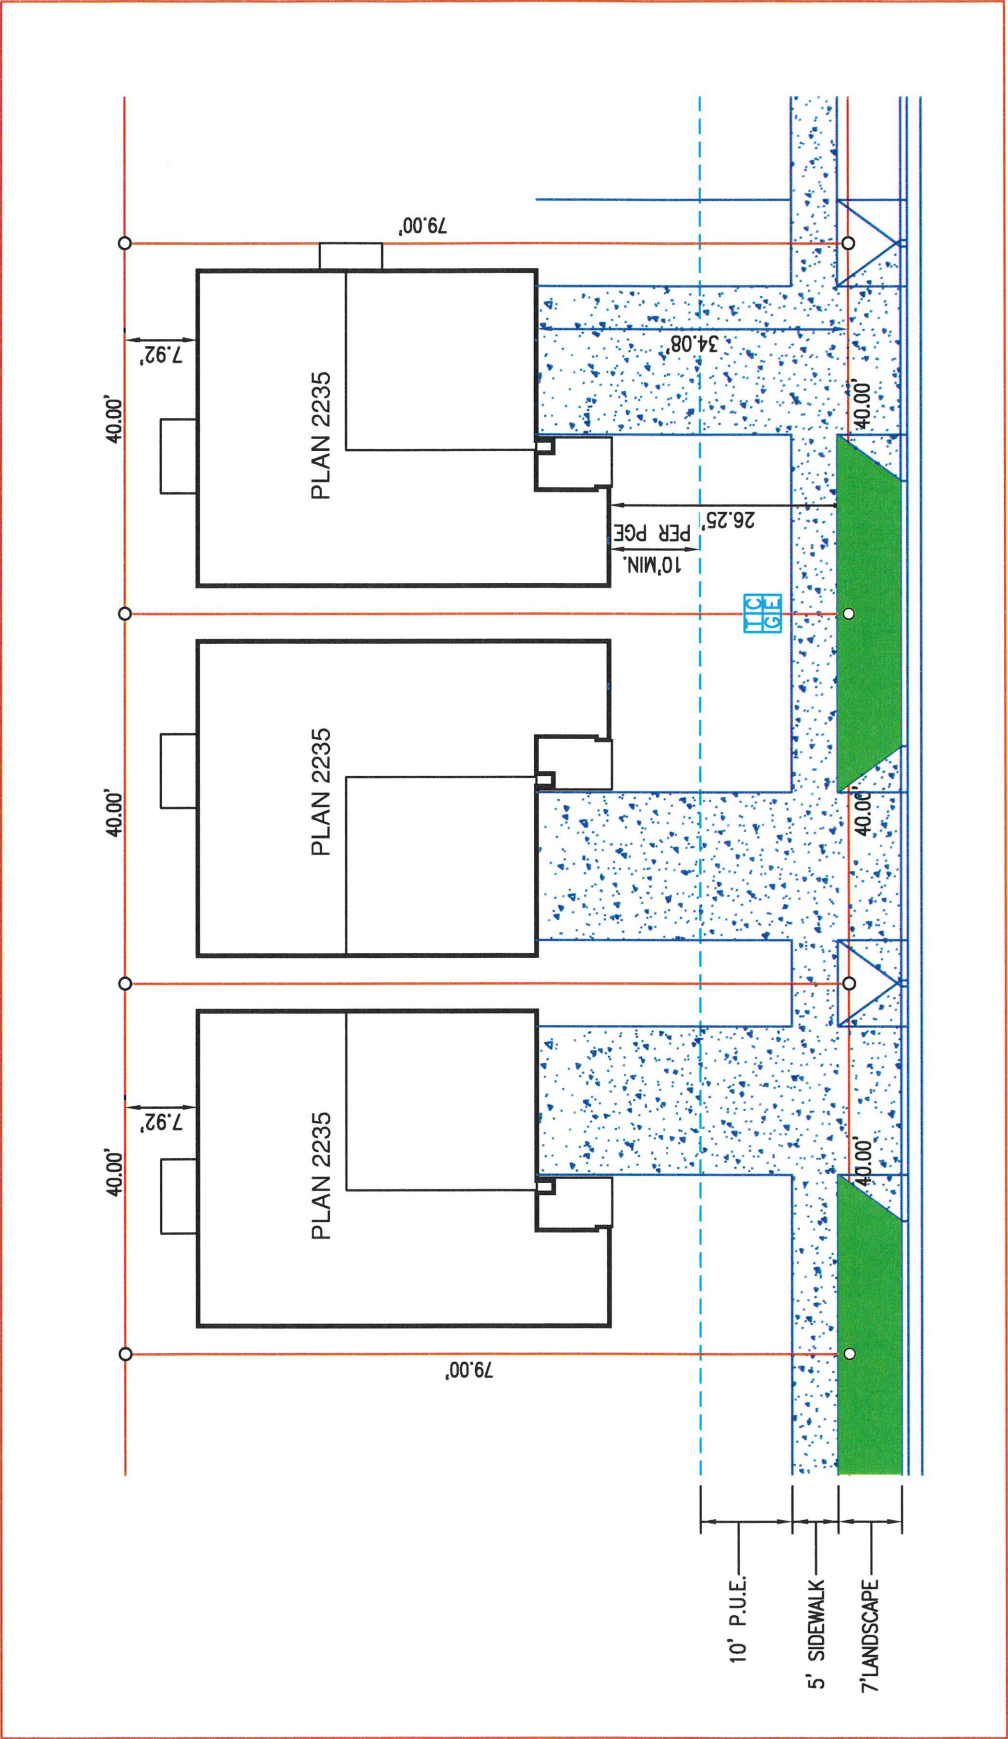 40.00'
40.00'
40.00'
7.92'
7.92'
79.00'
PLAN 2235
PLAN 2235
PLAN 2235
79.00'
10'MIN.
PER PGE
26.25'
34.08'
T C
G E
40.00'
40.00'
40.00'
10' P.U.E.
5' SIDEWALK
7'LANDSCAPE